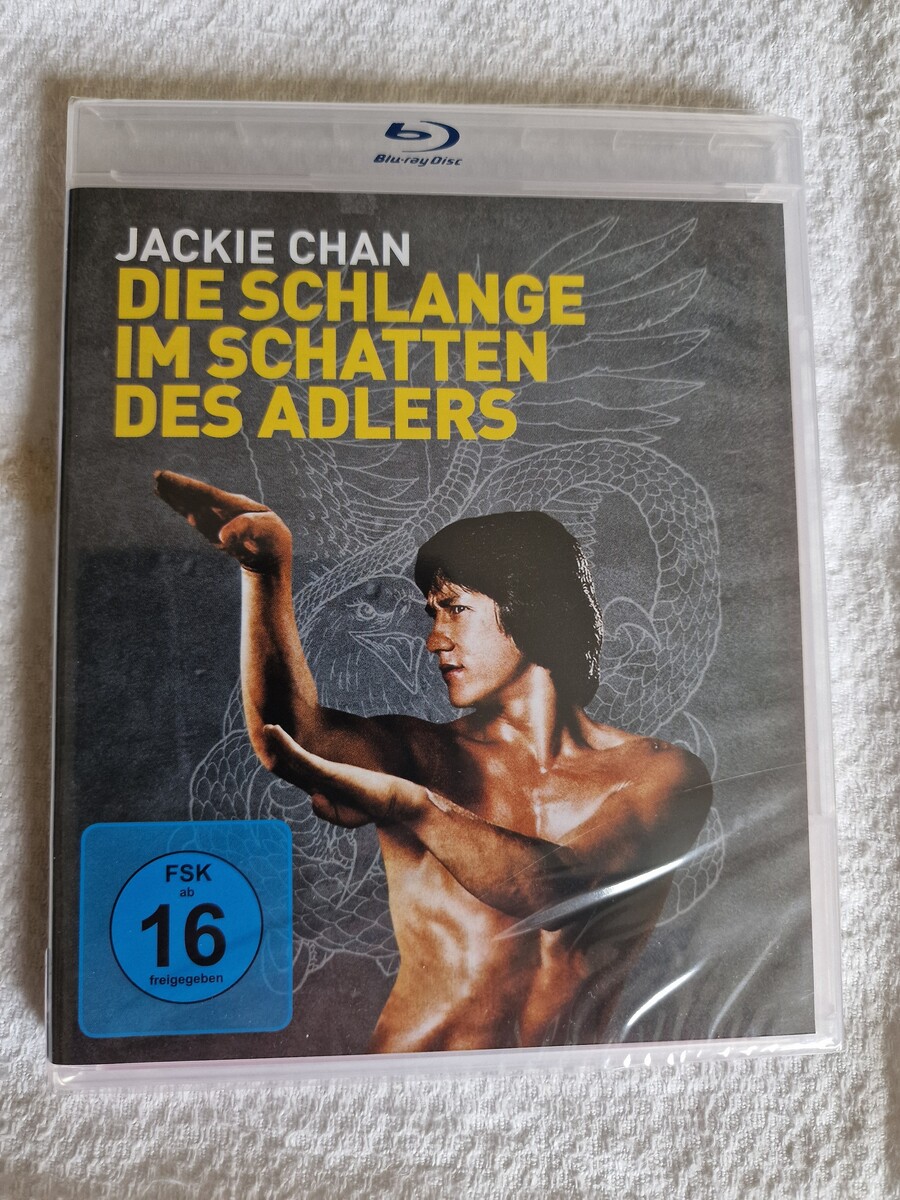 Blu-ray Disc
JACKIE CHAN
DIE SCHLANGE
IM SCHATTEN
DES ADLERS
FSK
ab
16
freigegeben